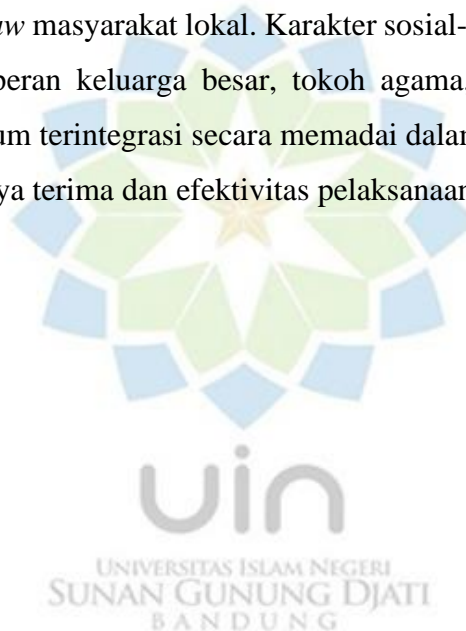 aw masyarakat lokal. Karakter sosial-
peran keluarga besar, tokoh agama,
um terintegrasi secara memadai dalam
ya terima dan efektivitas pelaksanaan
uin
UNIVERSITAS ISLAM NEGERI
SUNAN GUNUNG DJATI
BANDUNG